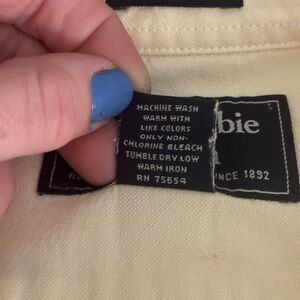 MACHINE WASH
WARM WITH
LIKE COLORS
ONLY NON-
CHLORINE BLEACH
TUMBLE DRY LOW
WARM IRON
RN 75654
bie
NCE 1892